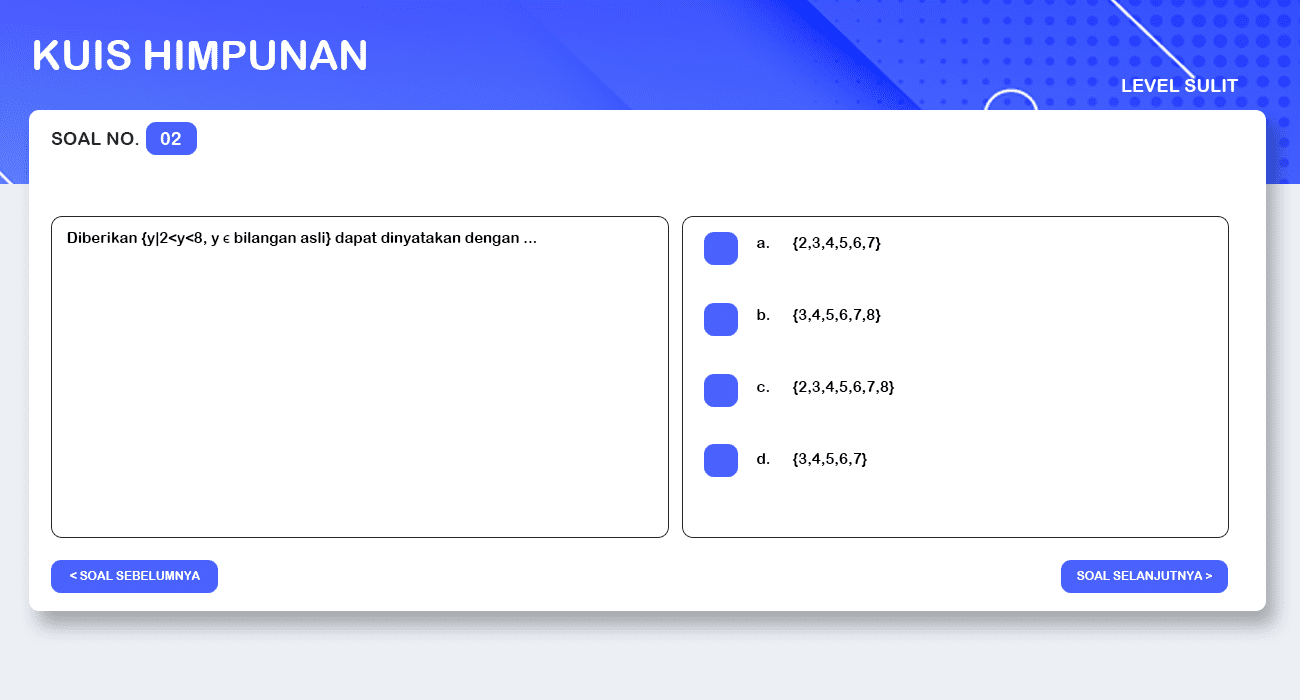 KUIS HIMPUNAN
LEVEL SULIT
SOAL NO. 02
Diberikan {y|2<y<8, y ϵ bilangan asli} dapat dinyatakan dengan ...
a. {2,3,4,5,6,7}
b. {3,4,5,6,7,8}
c. {2,3,4,5,6,7,8}
d. {3,4,5,6,7}
< SOAL SEBELUMNYA
SOAL SELANJUTNYA >